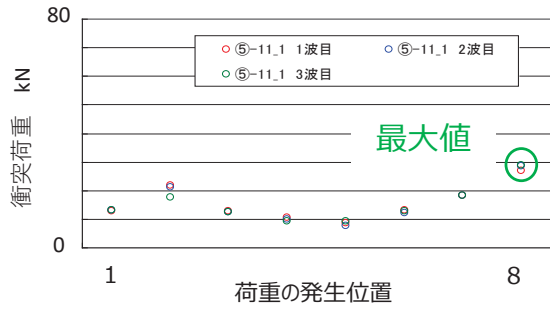 80
⑤-11_1 1波目
⑤-11_1 2波目
⑤-11_1 3波目
衝突荷重 kN
最大値
0
1
8
荷重の発生位置